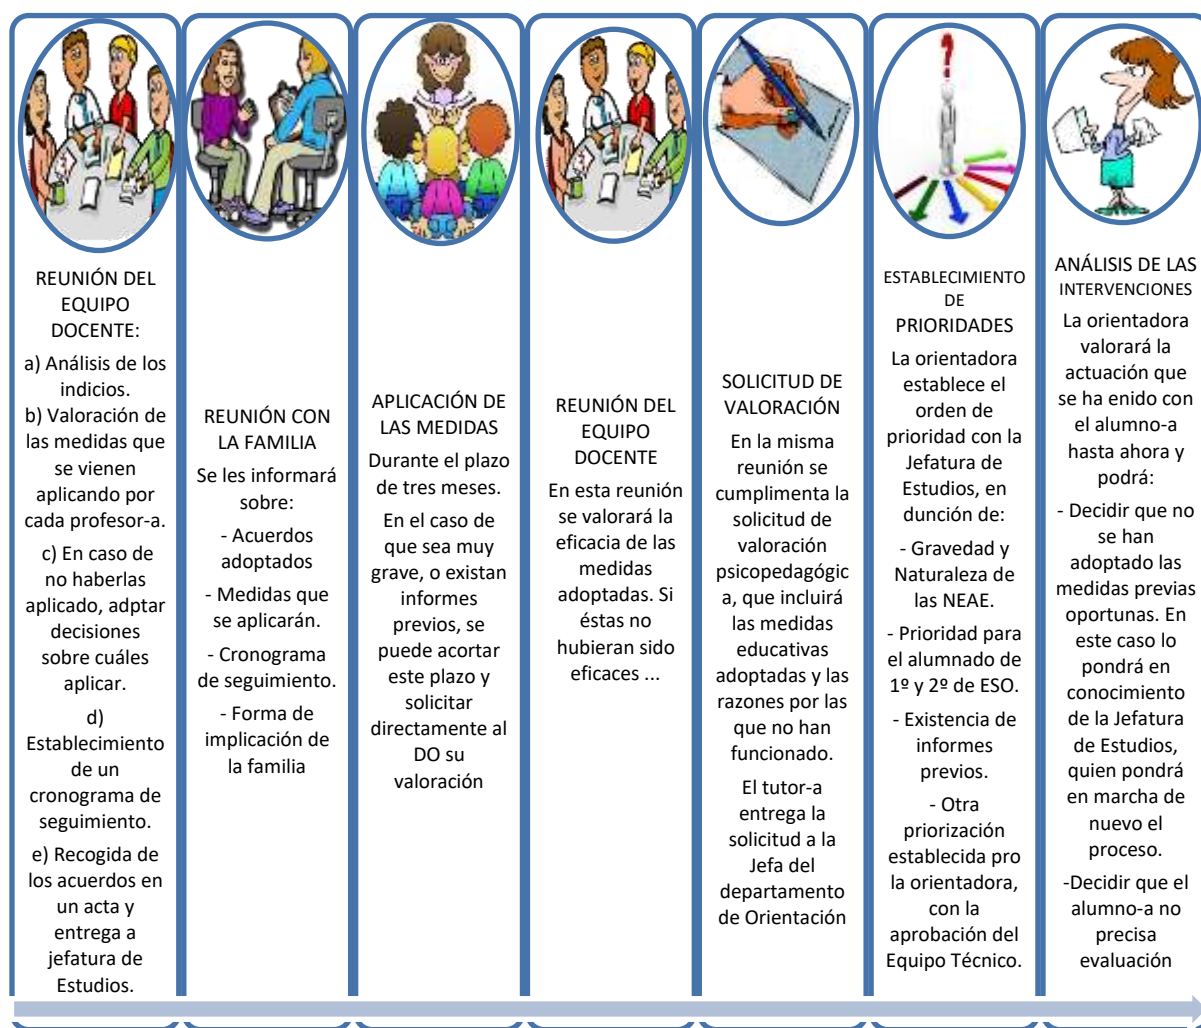 REUNIÓN DEL
EQUIPO
DOCENTE:
a) Análisis de los
indicios.
b) Valoración de
las medidas que
se vienen
aplicando por
cada profesor-a.
c) En caso de
no haberlas
aplicado, adptar
decisiones
sobre cuáles
aplicar.
d)
Establecimiento
de un
cronograma de
seguimiento.
e) Recogida de
los acuerdos en
un acta y
entrega a
jefatura de
Estudios.
REUNIÓN CON
LA FAMILIA
Se les informará
sobre:
- Acuerdos
adoptados
- Medidas que
se aplicarán.
- Cronograma
de seguimiento.
- Forma de
implicación de
la familia
APLICACIÓN DE
LAS MEDIDAS
Durante el plazo
de tres meses.
En el caso de
que sea muy
grave, o existan
informes
previos, se
puede acortar
este plazo y
solicitar
directamente al
DO su
valoración
REUNIÓN DEL
EQUIPO
DOCENTE
En esta reunión
se valorará la
eficacia de las
medidas
adoptadas. Si
éstas no
hubieran sido
eficaces ...
SOLICITUD DE
VALORACIÓN
En la misma
reunión se
cumplimenta la
solicitud de
valoración
psicopedagógic
a, que incluirá
las medidas
educativas
adoptadas y las
razones por las
que no han
funcionado.
El tutor-a
entrega la
solicitud a la
Jefa del
departamento
de Orientación
ESTABLECIMIENTO
DE
PRIORIDADES
La orientadora
establece el
orden de
prioridad con la
Jefatura de
Estudios, en
dunción de:
- Gravedad y
Naturaleza de
las NEAE.
- Prioridad para
el alumnado de
1º y 2º de ESO.
- Existencia de
informes
previos.
- Otra
priorización
establecida pro
la orientadora,
con la
aprobación del
Equipo Técnico.
ANÁLISIS DE LAS
INTERVENCIONES
La orientadora
valorará la
actuación que
se ha enido con
el alumno-a
hasta ahora y
podrá:
- Decidir que no
se han
adoptado las
medidas previas
oportunas. En
este caso lo
pondrá en
conocimiento
de la Jefatura
de Estudios,
quien pondrá
en marcha de
nuevo el
proceso.
-Decidir que el
alumno-a no
precisa
evaluación